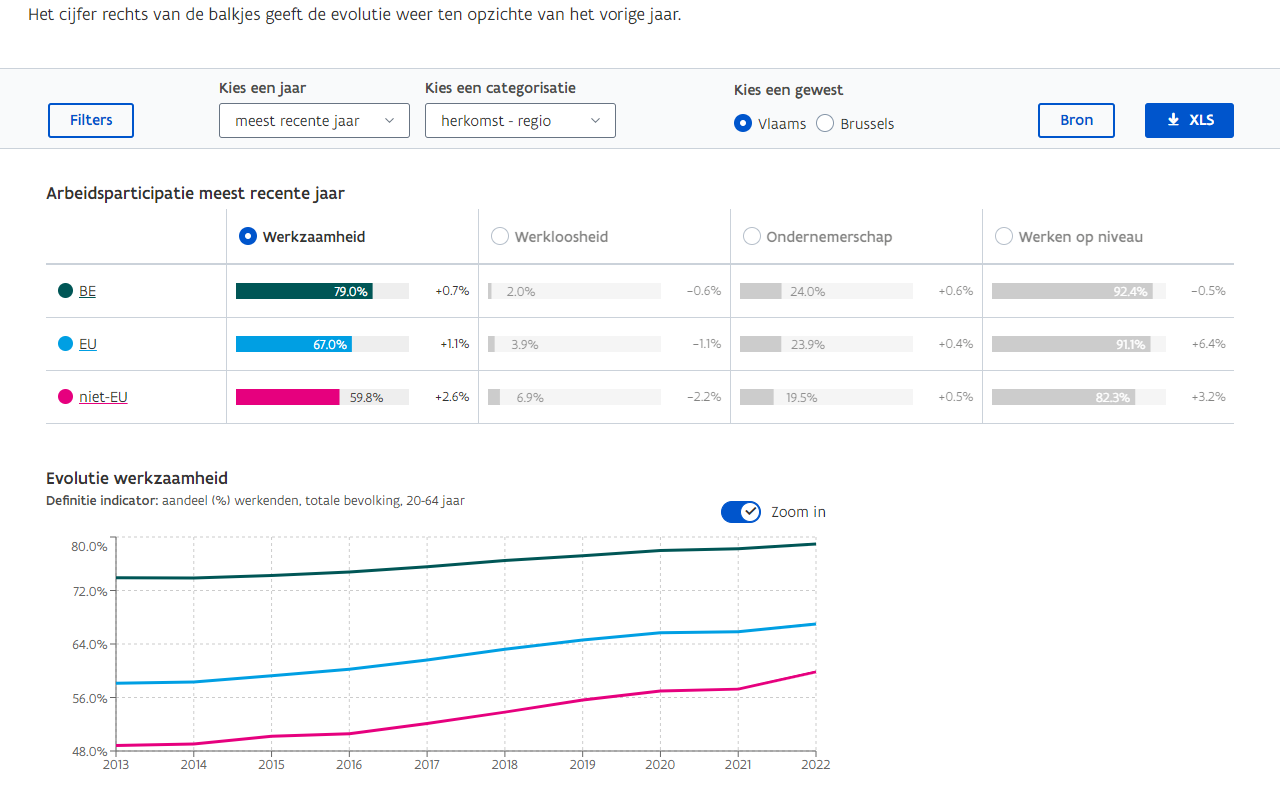 Het cijfer rechts van de balkjes geeft de evolutie weer ten opzichte van het vorige jaar.
Filters
Kies een jaar
meest recente jaar
Kies een categorisatie
herkomst - regio
Kies een gewest
Vlaams Brussels
Bron
XLS
Arbeidsparticipatie meest recente jaar
Werkzaamheid Werkloosheid Ondernemerschap Werken op niveau
BE 79.0% +0.7% 2.0% −0.6% 24.0% +0.6% 92.4% −0.5%
EU 67.0% +1.1% 3.9% −1.1% 23.9% +0.4% 91.1% +6.4%
niet-EU 59.8% +2.6% 6.9% −2.2% 19.5% +0.5% 82.3% +3.2%
Evolutie werkzaamheid
Definitie indicator: aandeel (%) werkenden, totale bevolking, 20-64 jaar
Zoom in
80.0%
72.0%
64.0%
56.0%
48.0%
2013 2014 2015 2016 2017 2018 2019 2020 2021 2022